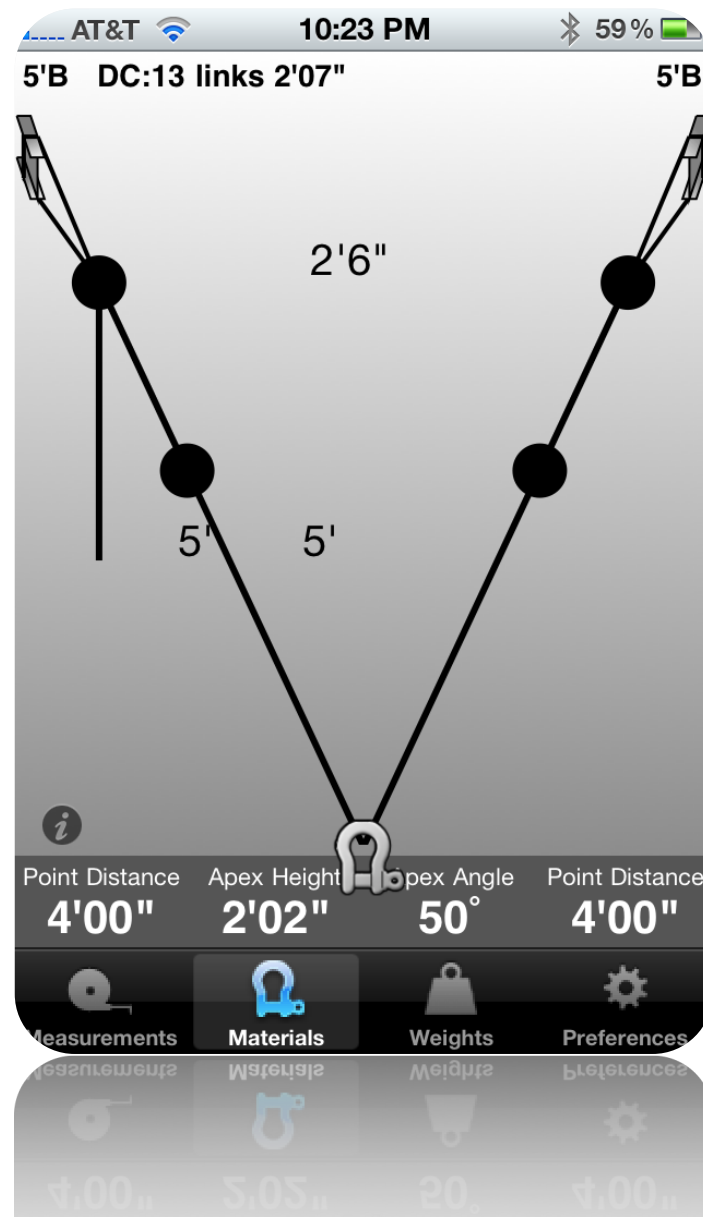 AT&T 10:23 PM 59%
5'B DC:13 links 2'07" 5'B
2'6"
5' 5'
Point Distance Apex Height Apex Angle Point Distance
4'00" 2'02" 50° 4'00"
Measurements Materials Weights Preferences